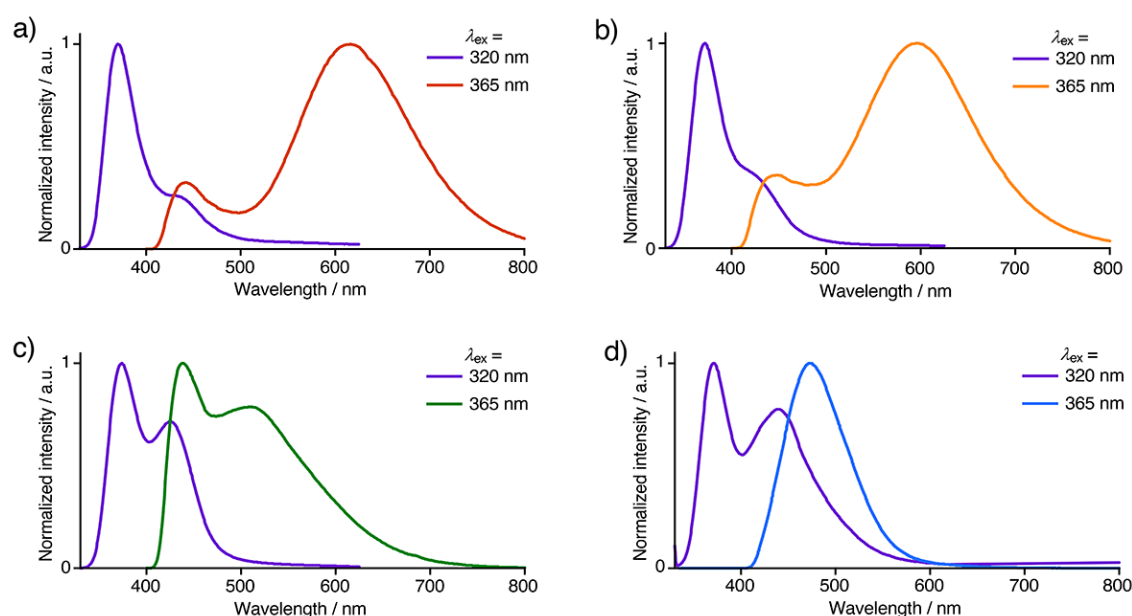 a)
λex =
320 nm
365 nm
1
0
Normalized intensity / a.u.
400 500 600 700 800
Wavelength / nm
b)
λex =
320 nm
365 nm
1
0
Normalized intensity / a.u.
400 500 600 700 800
Wavelength / nm
c)
λex =
320 nm
365 nm
1
0
Normalized intensity / a.u.
400 500 600 700 800
Wavelength / nm
d)
λex =
320 nm
365 nm
1
0
Normalized intensity / a.u.
400 500 600 700 800
Wavelength / nm